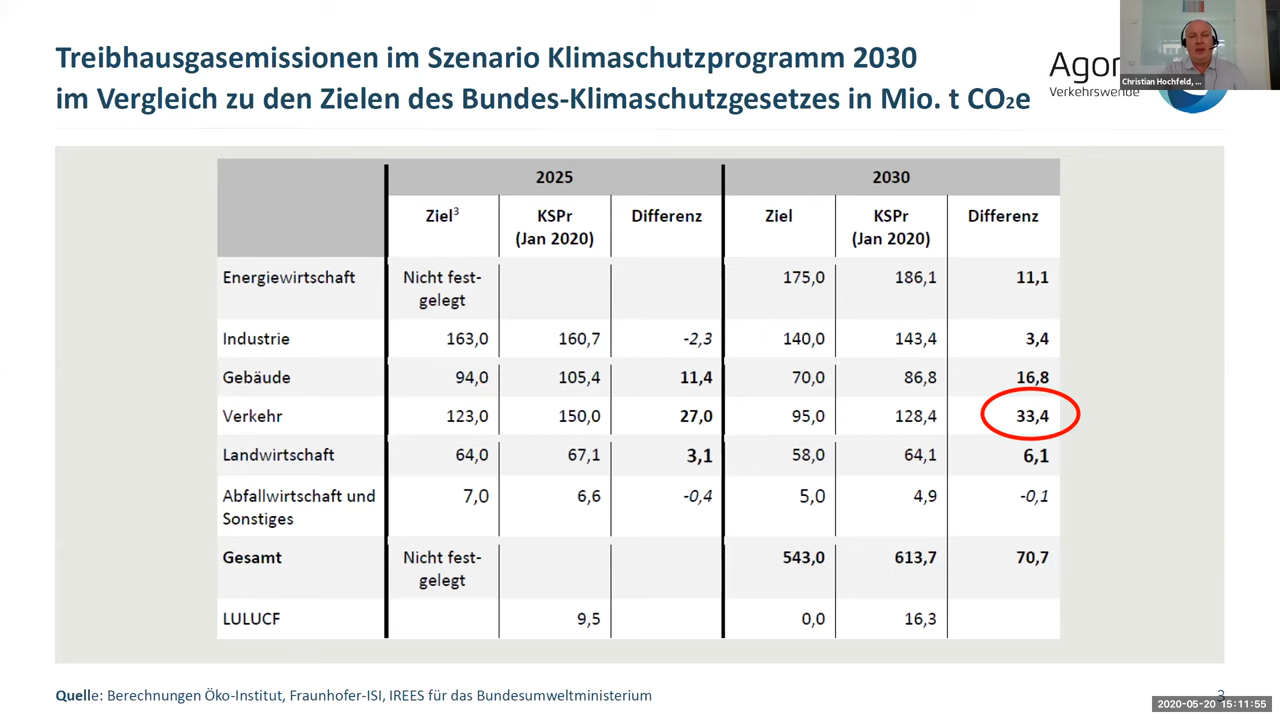 Treibhausgasemissionen im Szenario Klimaschutzprogramm 2030
im Vergleich zu den Zielen des Bundes-Klimaschutzgesetzes in Mio. t CO₂e
Verkehrswende
Christian Hochfeld, ...
2025 2030
Ziel³ KSPr (Jan 2020) Differenz Ziel KSPr (Jan 2020) Differenz
Energiewirtschaft Nicht fest-gelegt 175,0 186,1 11,1
Industrie 163,0 160,7 -2,3 140,0 143,4 3,4
Gebäude 94,0 105,4 11,4 70,0 86,8 16,8
Verkehr 123,0 150,0 27,0 95,0 128,4 33,4
Landwirtschaft 64,0 67,1 3,1 58,0 64,1 6,1
Abfallwirtschaft und Sonstiges 7,0 6,6 -0,4 5,0 4,9 -0,1
Gesamt Nicht fest-gelegt 543,0 613,7 70,7
LULUCF 9,5 0,0 16,3
Quelle: Berechnungen Öko-Institut, Fraunhofer-ISI, IREES für das Bundesumweltministerium
3
2020-05-20 15:11:55